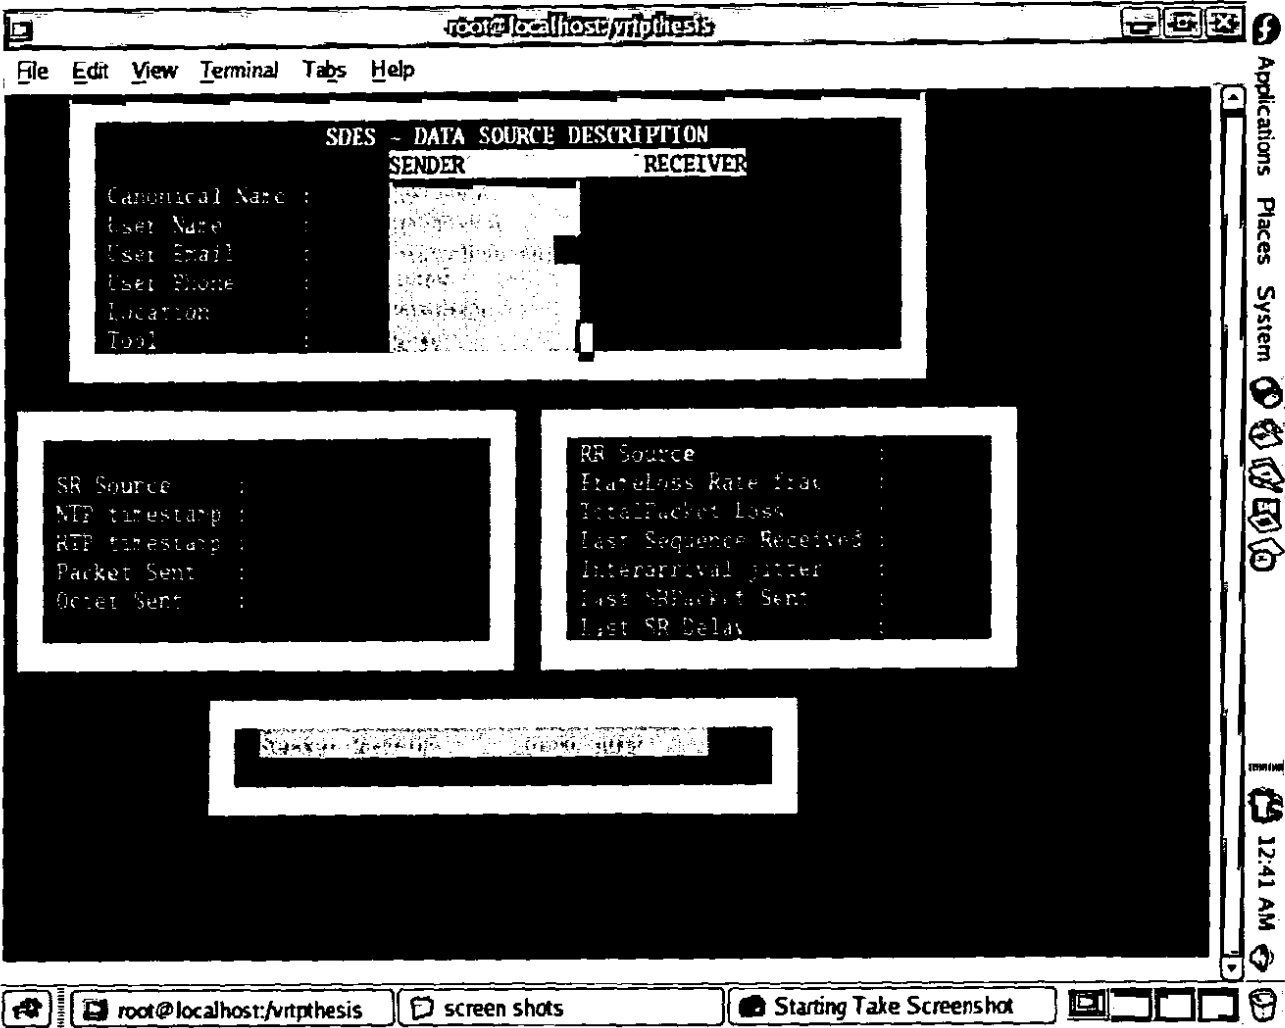 root@localhost:/vrtpthesis
File Edit View Terminal Tabs Help
SDES - DATA SOURCE DESCRIPTION
SENDER RECEIVER
Canonical Name :
User Name :
User Email :
User Phone :
Location :
Tool :
SR Source :
NTP timestamp :
RTP timestamp :
Packet Sent :
Octet Sent :
RR Source :
FrameLoss Rate frac :
TotalPacket Loss :
Last Sequence Received :
Interarrival jitter :
Last SRPacket Sent :
Last SR Delay :
Applications Places System
12:41 AM
root@localhost:/vrtpthesis
screen shots
Starting Take Screenshot